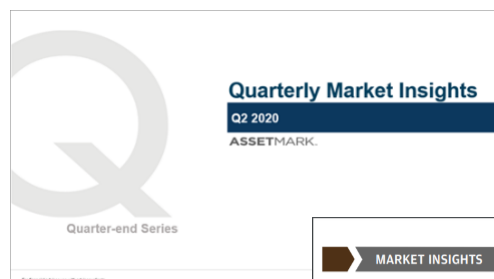 Quarterly Market Insights
Q2 2020
ASSETMARK.
Quarter-end Series
MARKET INSIGHTS